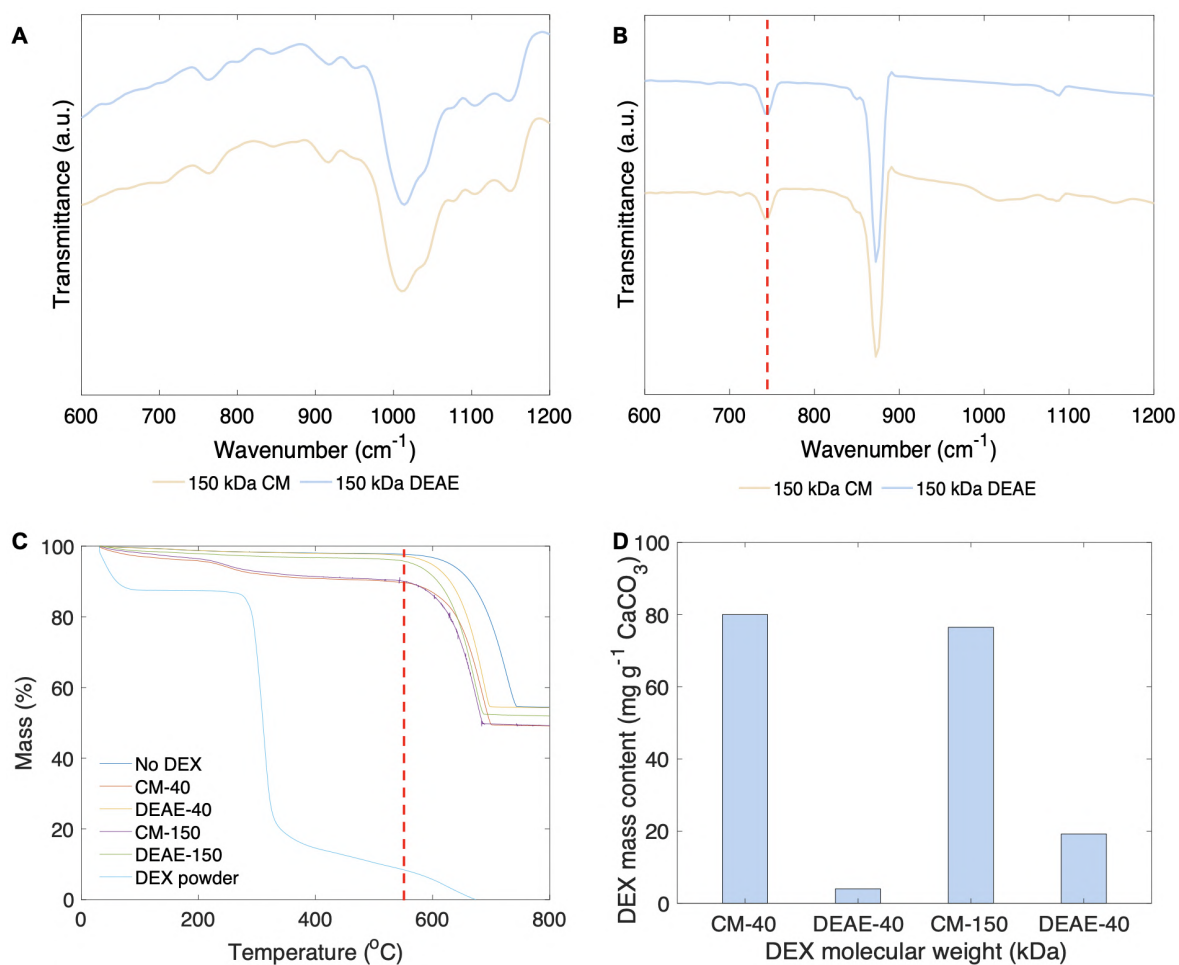 A
Transmittance (a.u.)
600 700 800 900 1000 1100 1200
Wavenumber (cm⁻¹)
150 kDa CM 150 kDa DEAE
B
Transmittance (a.u.)
600 700 800 900 1000 1100 1200
Wavenumber (cm⁻¹)
150 kDa CM 150 kDa DEAE
C
Mass (%)
100
80
60
40
20
0
No DEX
CM-40
DEAE-40
CM-150
DEAE-150
DEX powder
0 200 400 600 800
Temperature (°C)
D
DEX mass content (mg g⁻¹ CaCO₃)
100
80
60
40
20
0
CM-40 DEAE-40 CM-150 DEAE-40
DEX molecular weight (kDa)